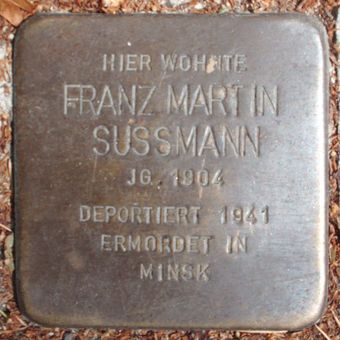 HIER WOHNTE
FRANZ MARTIN
SUSSMANN
JG. 1904
DEPORTIERT 1941
ERMORDET IN
MINSK